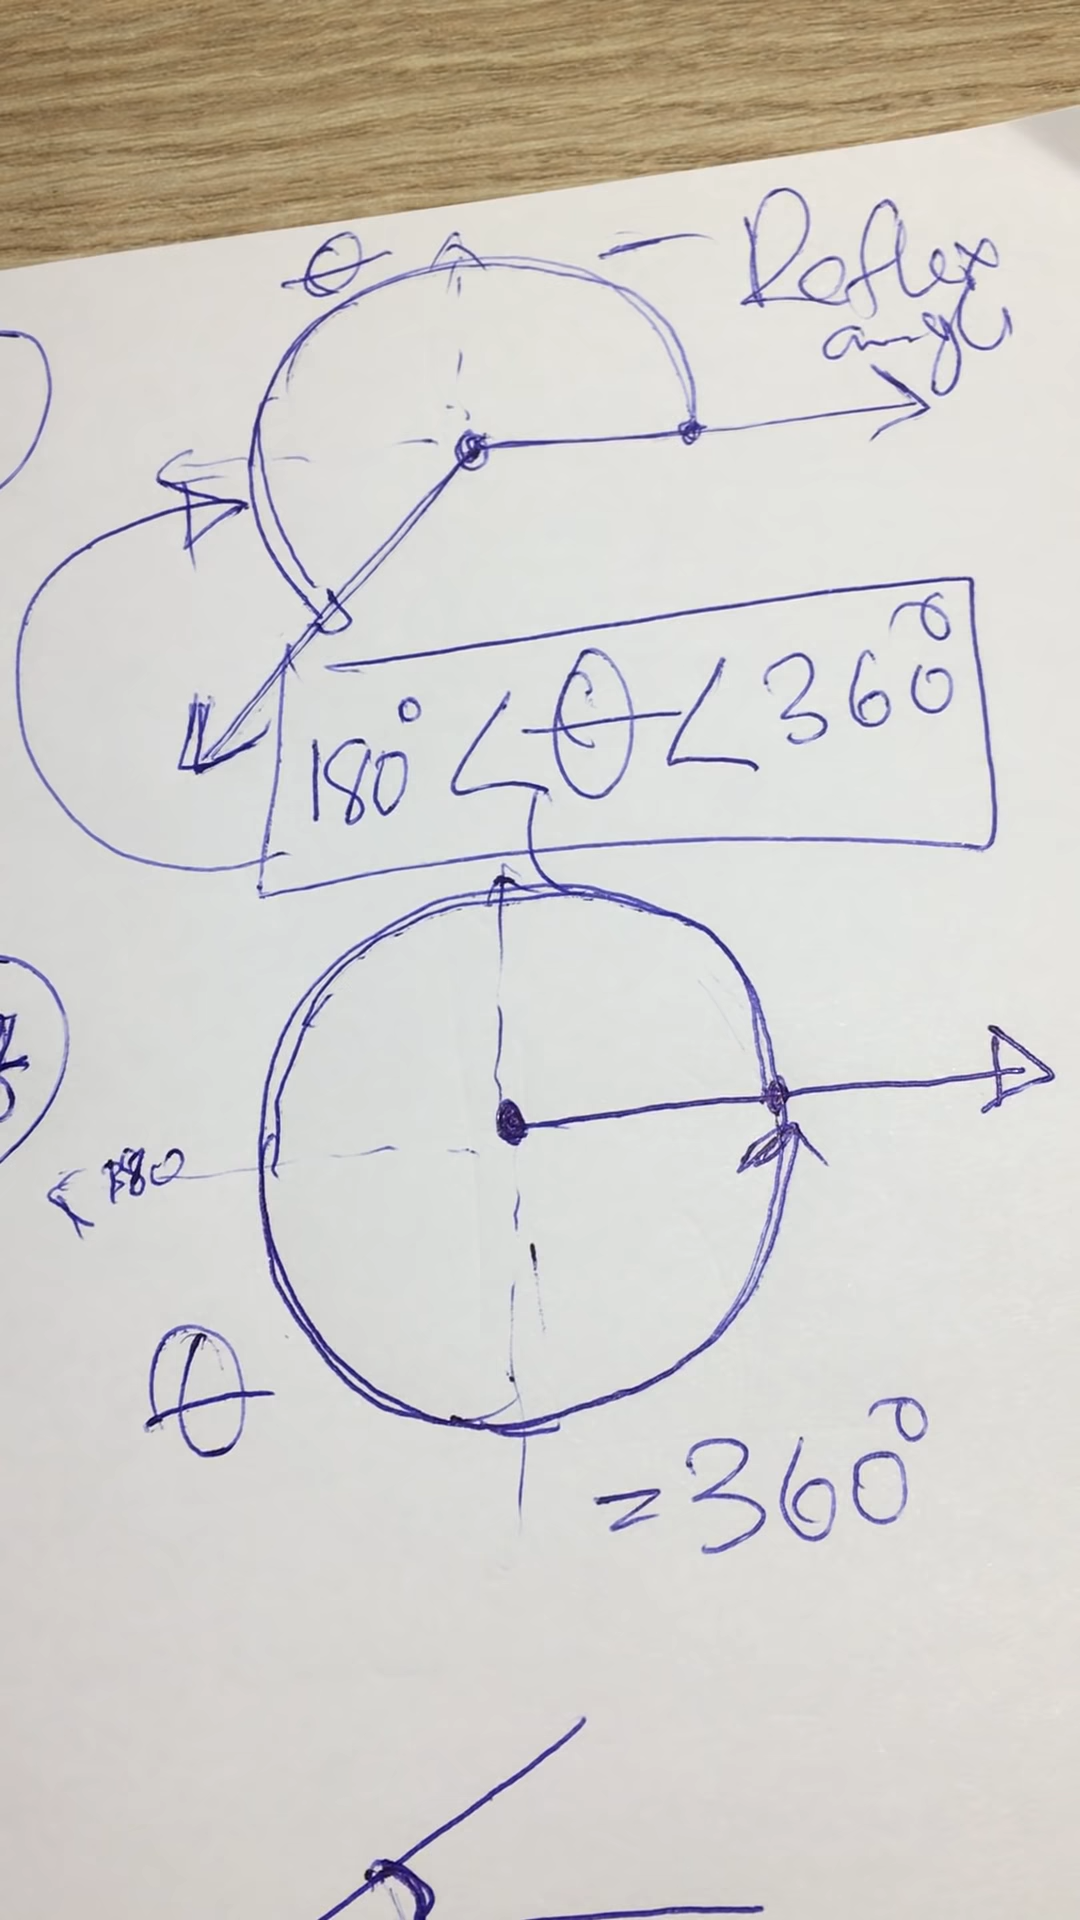 θ
– Reflex
angle
180° < θ < 360°
180
θ
= 360°